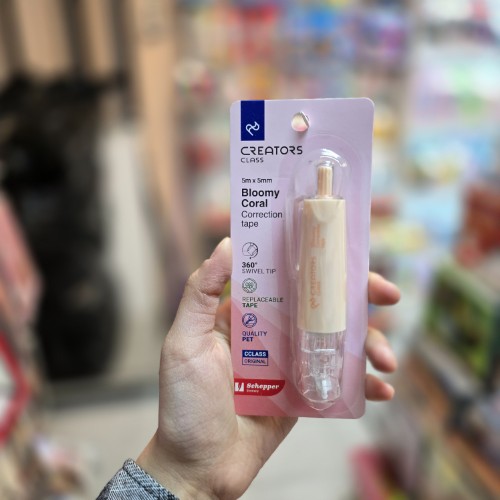 CREATORS
CLASS
5m x 5mm
Bloomy
Coral
Correction
tape
360°
SWIVEL TIP
REPLACEABLE
TAPE
QUALITY
PET
CCLASS
ORIGINAL
Schepper